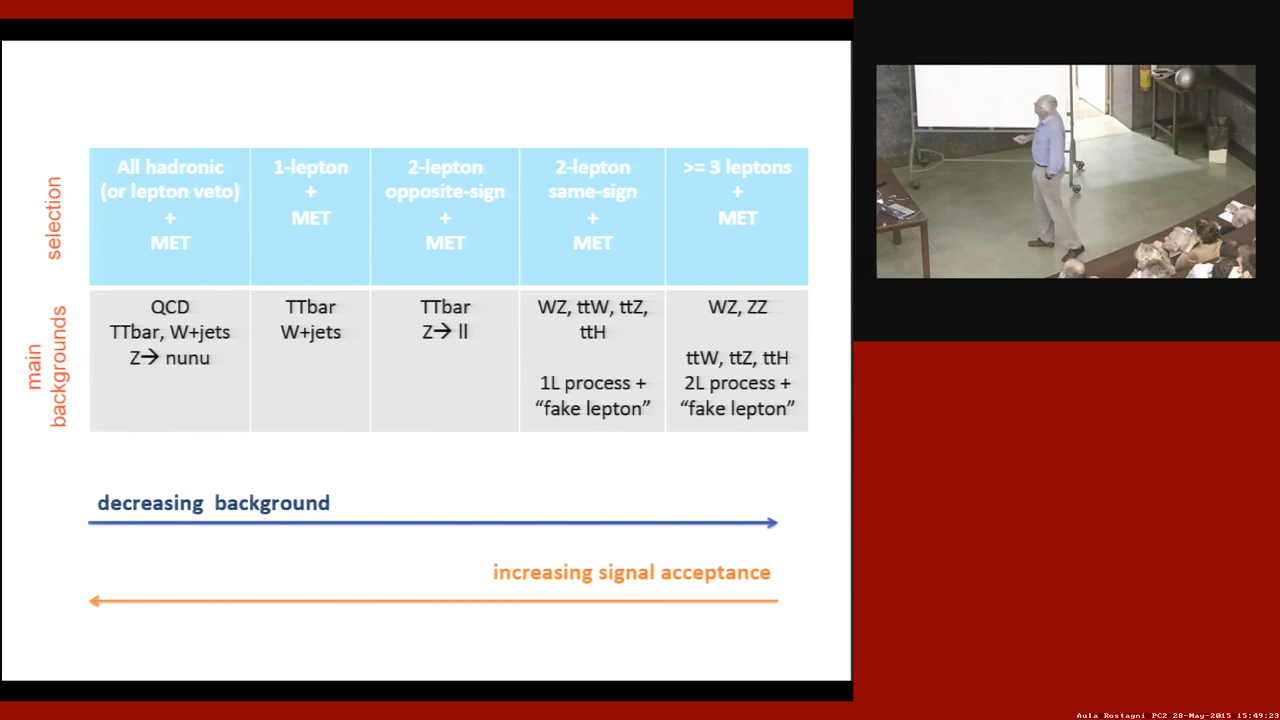 selection
All hadronic
(or lepton veto)
+
MET
1-lepton
+
MET
2-lepton
opposite-sign
+
MET
2-lepton
same-sign
+
MET
>= 3 leptons
+
MET
main
backgrounds
QCD
TTbar, W+jets
Z→ nunu
TTbar
W+jets
TTbar
Z→ ll
WZ, ttW, ttZ,
ttH
1L process +
“fake lepton”
WZ, ZZ
ttW, ttZ, ttH
2L process +
“fake lepton”
decreasing background
increasing signal acceptance
Aula Rostagni PC2 28-May-2015 15:49:23